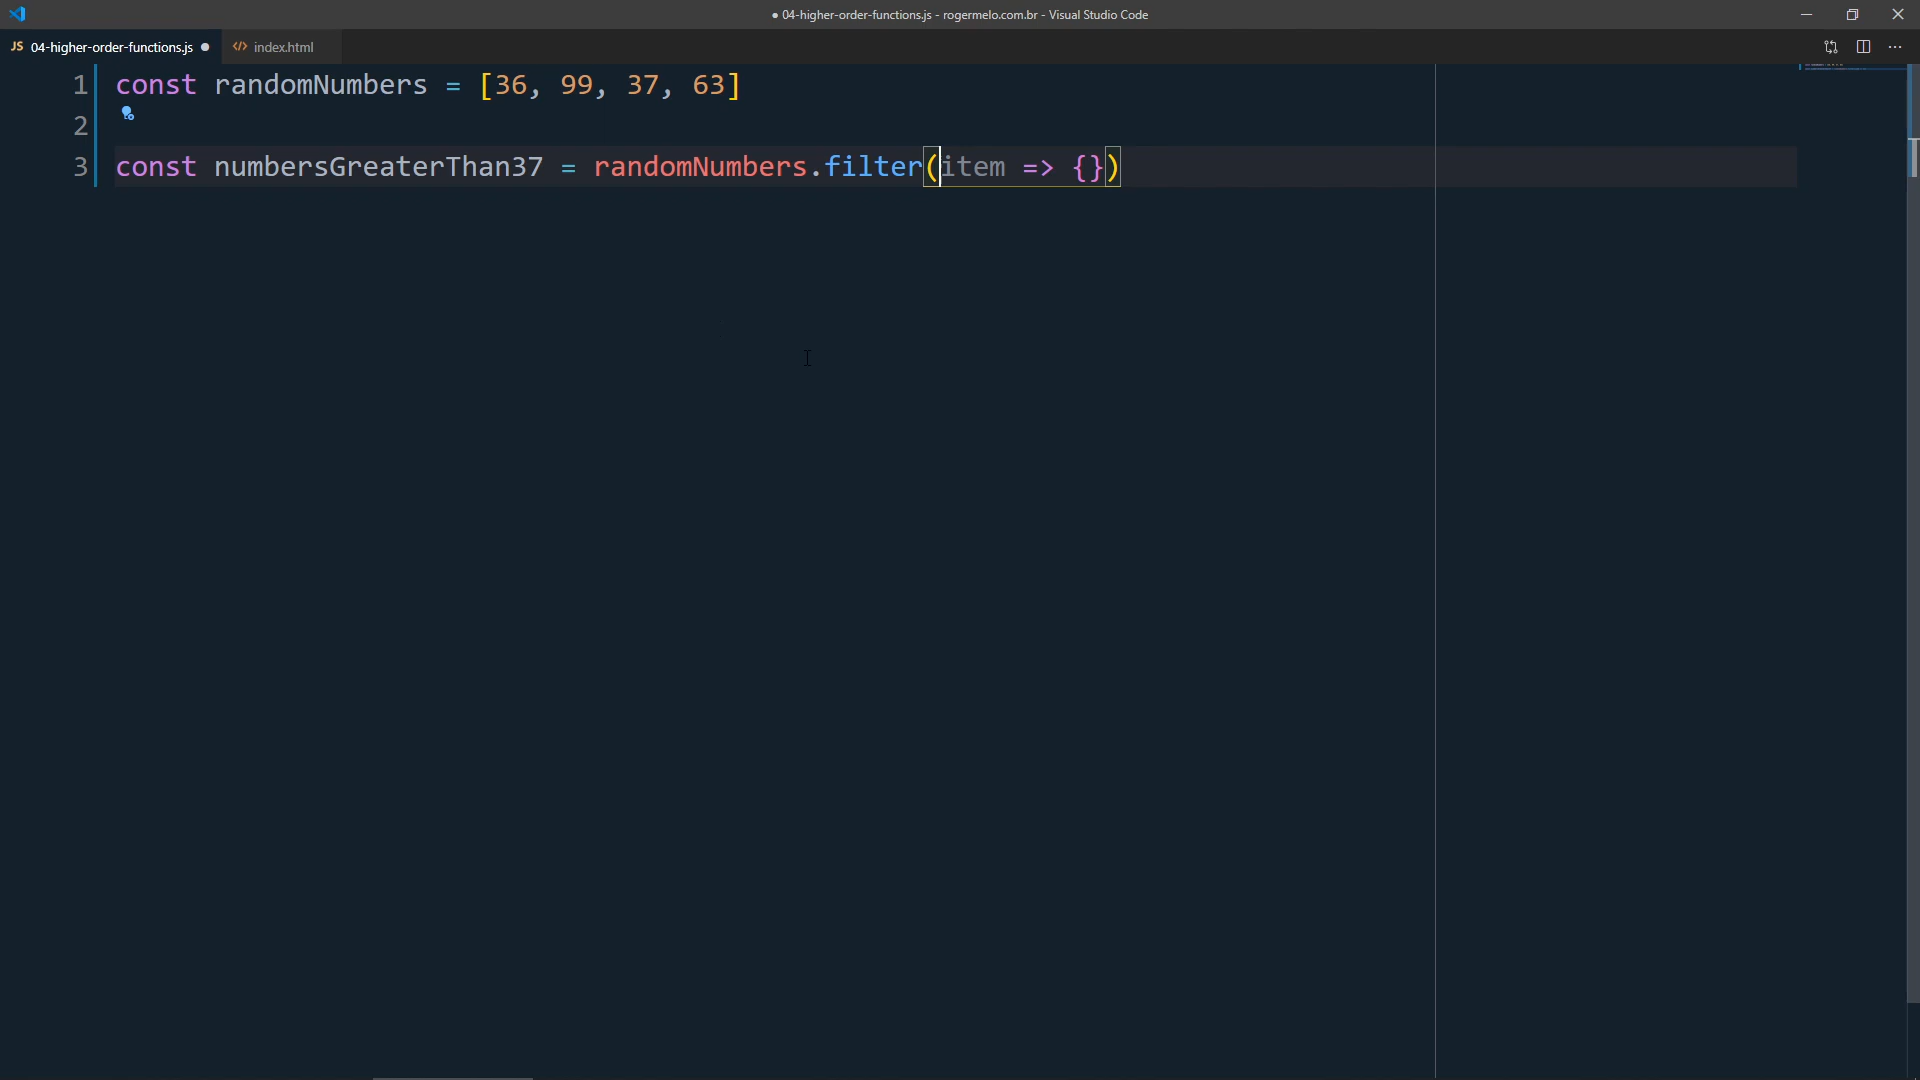 ● 04-higher-order-functions.js - rogermelo.com.br - Visual Studio Code
JS 04-higher-order-functions.js ●
index.html
1 const randomNumbers = [36, 99, 37, 63]
2
3 const numbersGreaterThan37 = randomNumbers.filter(item => {})